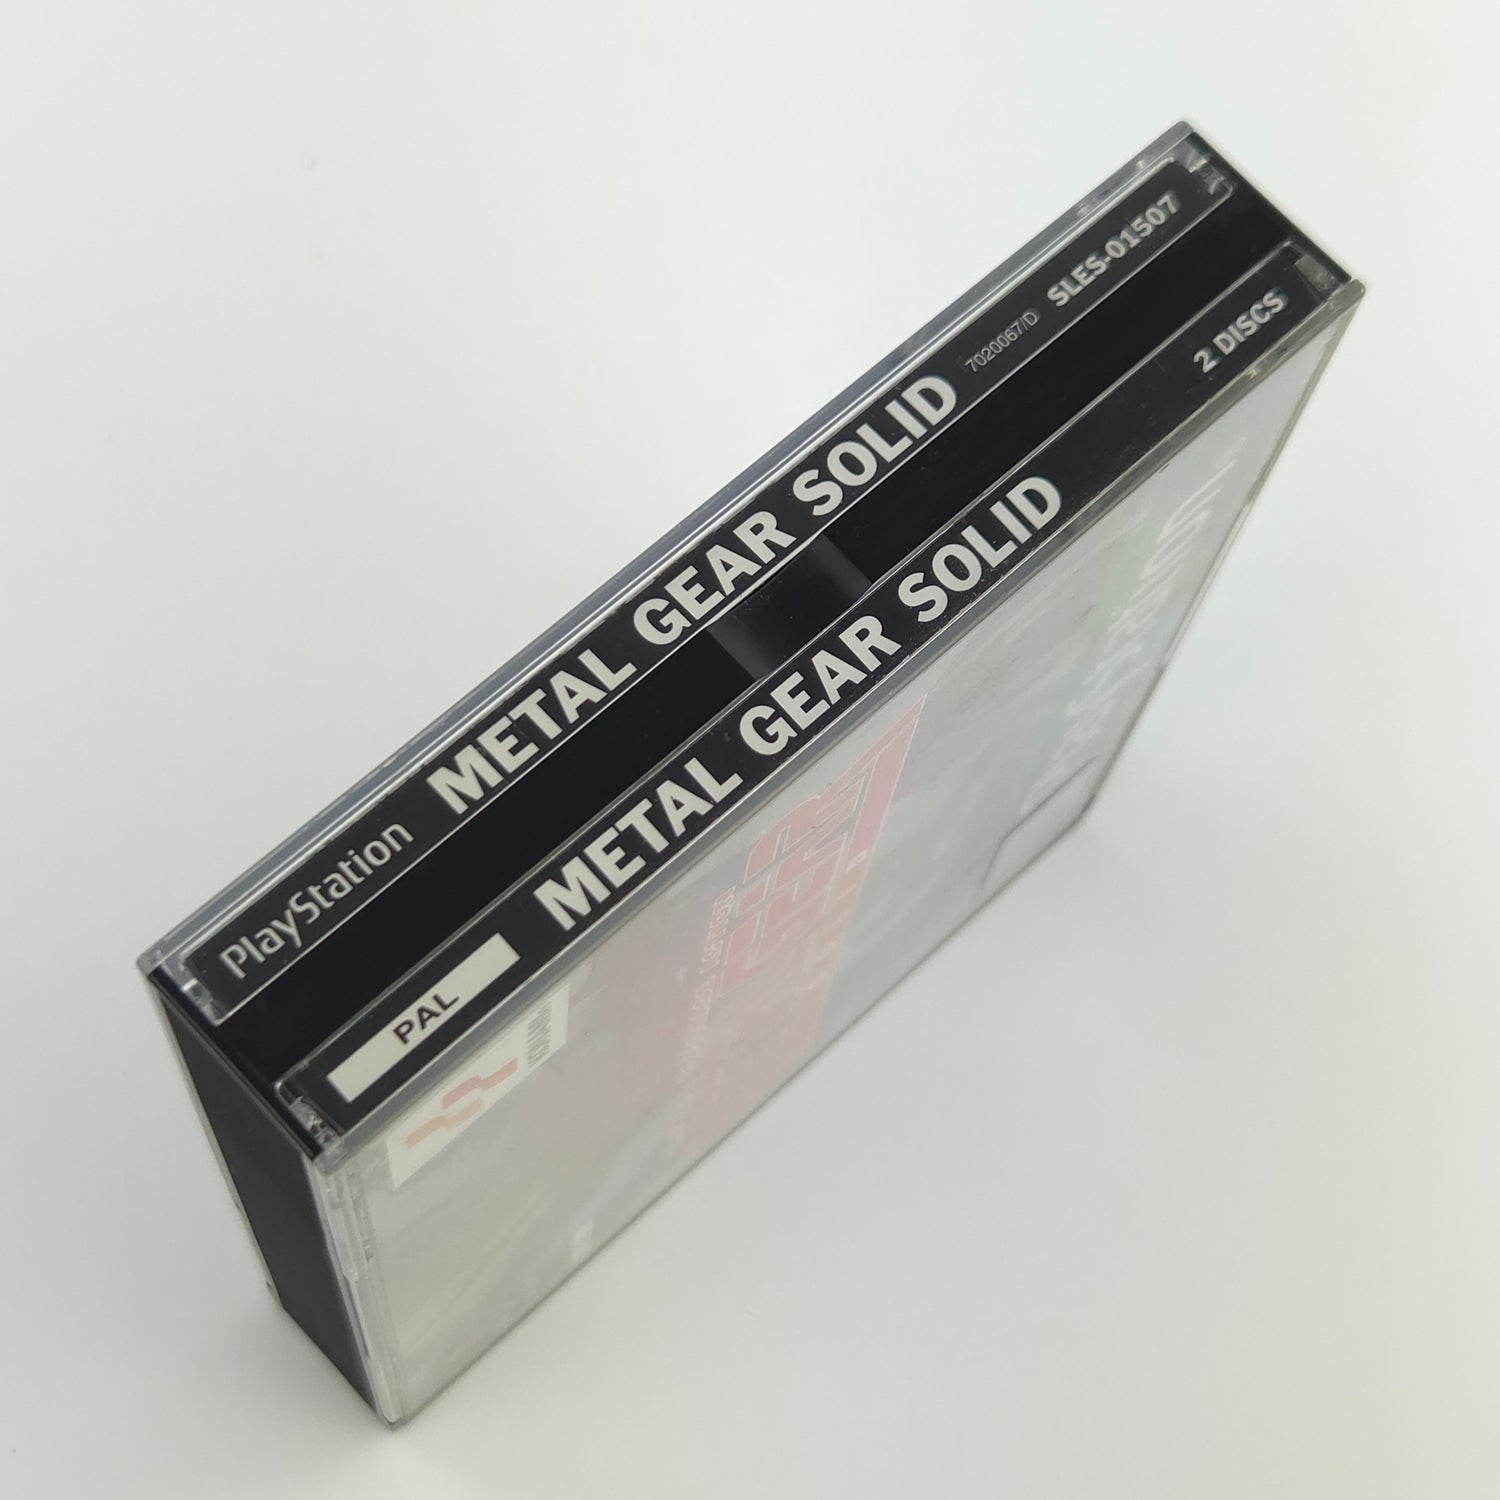 PlayStation METAL GEAR SOLID 7020067/D SLES-01507
PAL METAL GEAR SOLID 2 DISCS